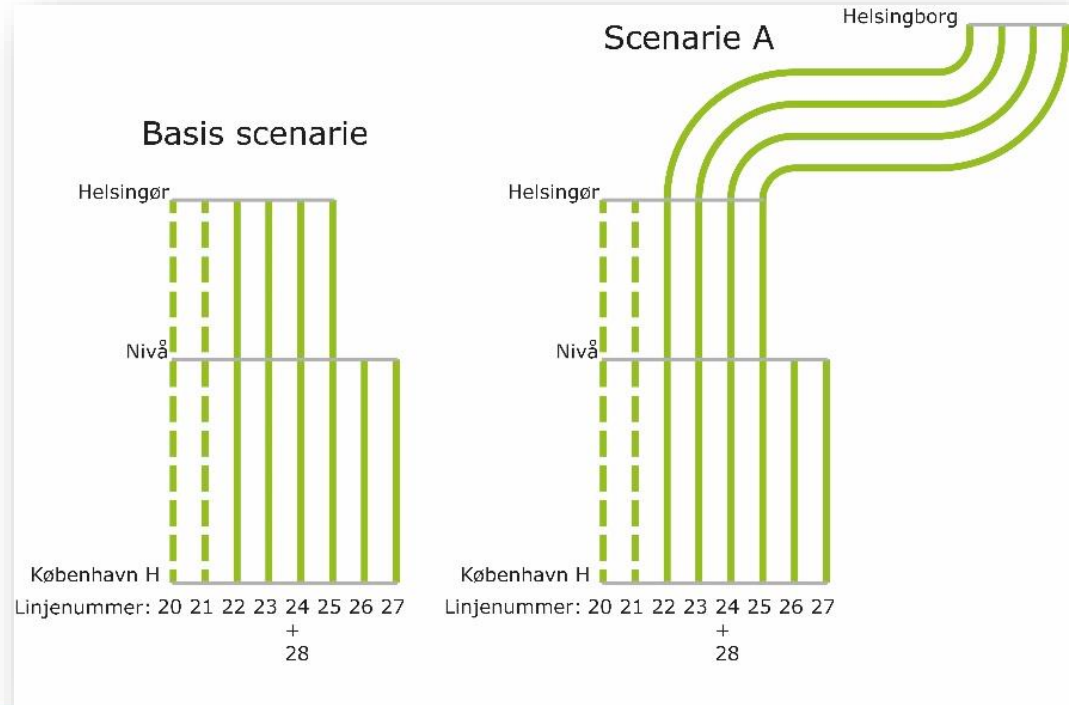 Basis scenarie
Helsingør
Nivå
København H
Linjenummer: 20 21 22 23 24 25 26 27
+
28
Scenarie A
Helsingborg
Helsingør
Nivå
København H
Linjenummer: 20 21 22 23 24 25 26 27
+
28